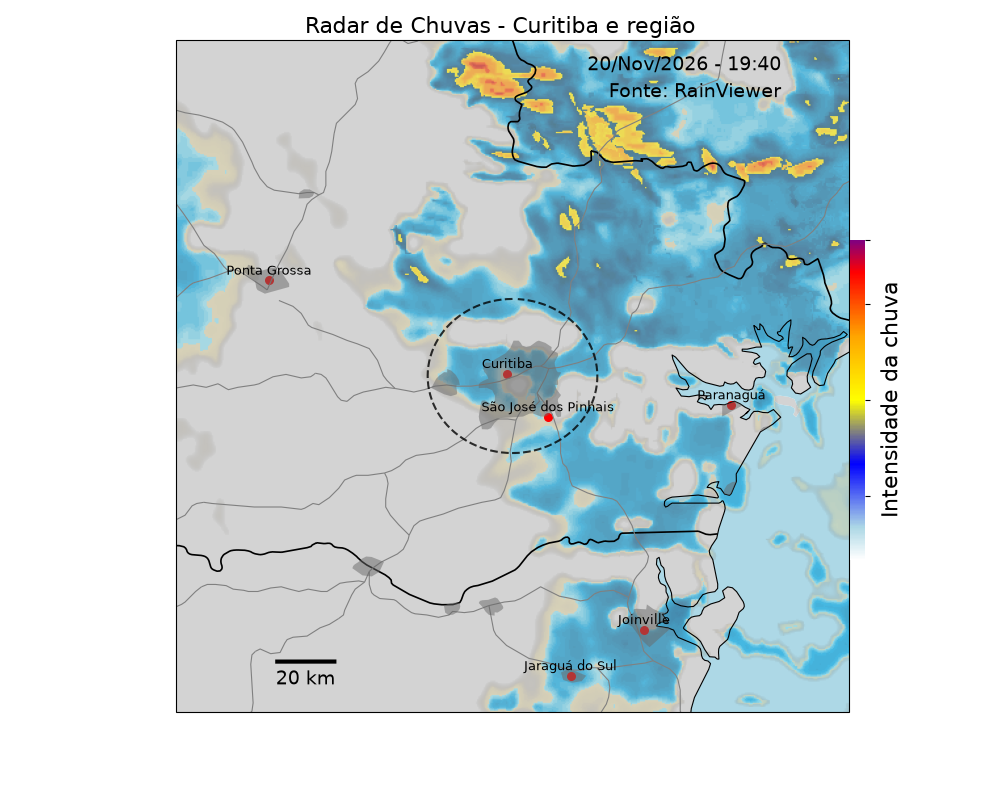 Radar de Chuvas - Curitiba e região
20/Nov/2026 - 19:40
Fonte: RainViewer
Ponta Grossa
Curitiba
Paranaguá
São José dos Pinhais
Intensidade da chuva
Joinville
Jaraguá do Sul
20 km